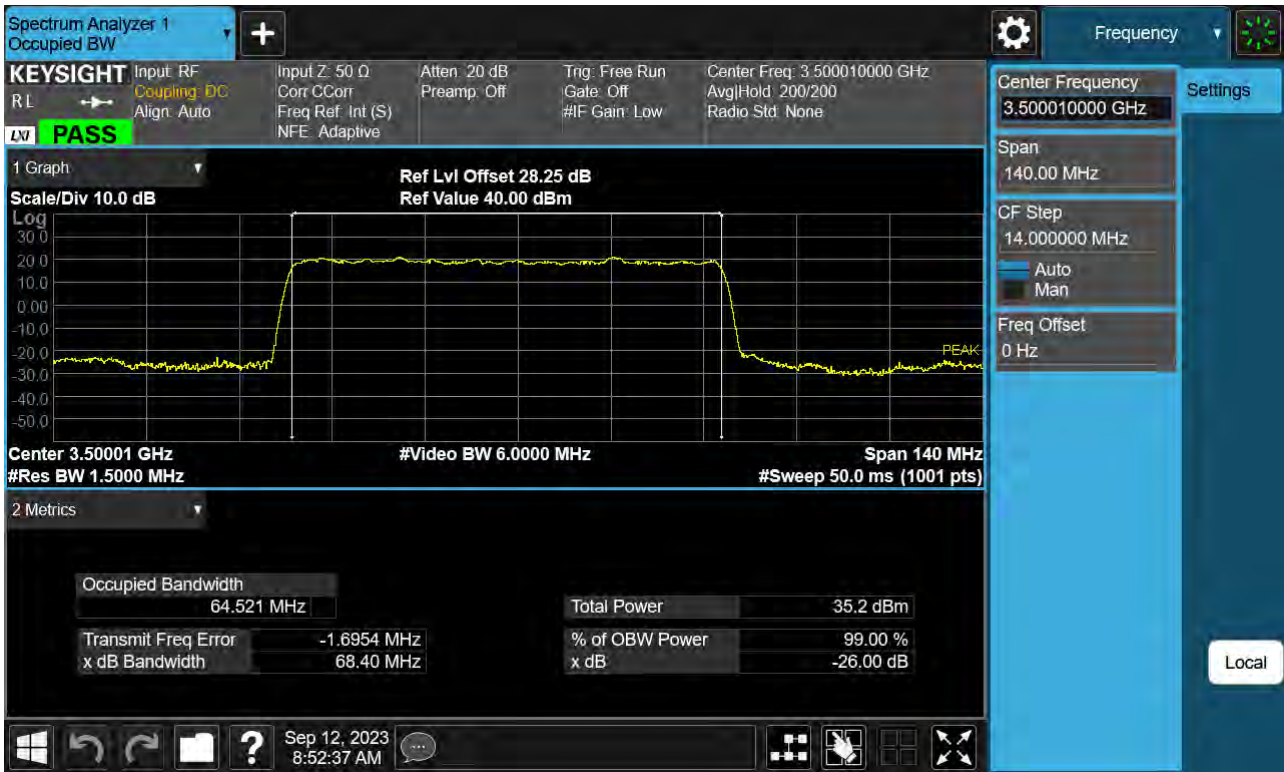 Spectrum Analyzer 1
Occupied BW
+
Frequency
KEYSIGHT
RL
LXI
PASS
Input: RF
Coupling: DC
Align: Auto
Input Z: 50 Ω
Corr CCorr
Freq Ref: Int (S)
NFE: Adaptive
Atten: 20 dB
Preamp: Off
Trig: Free Run
Gate: Off
#IF Gain: Low
Center Freq: 3.500010000 GHz
Avg|Hold: 200/200
Radio Std: None
Center Frequency
3.500010000 GHz
Settings
Span
140.00 MHz
CF Step
14.000000 MHz
Auto
Man
Freq Offset
0 Hz
Local
1 Graph
Scale/Div 10.0 dB
Ref Lvl Offset 28.25 dB
Ref Value 40.00 dBm
Log
30.0
20.0
10.0
0.00
-10.0
-20.0
-30.0
-40.0
-50.0
PEAK
Center 3.50001 GHz
#Video BW 6.0000 MHz
Span 140 MHz
#Res BW 1.5000 MHz
#Sweep 50.0 ms (1001 pts)
2 Metrics
Occupied Bandwidth
64.521 MHz
Total Power 35.2 dBm
Transmit Freq Error -1.6954 MHz
% of OBW Power 99.00 %
x dB Bandwidth 68.40 MHz
x dB -26.00 dB
?
Sep 12, 2023
8:52:37 AM